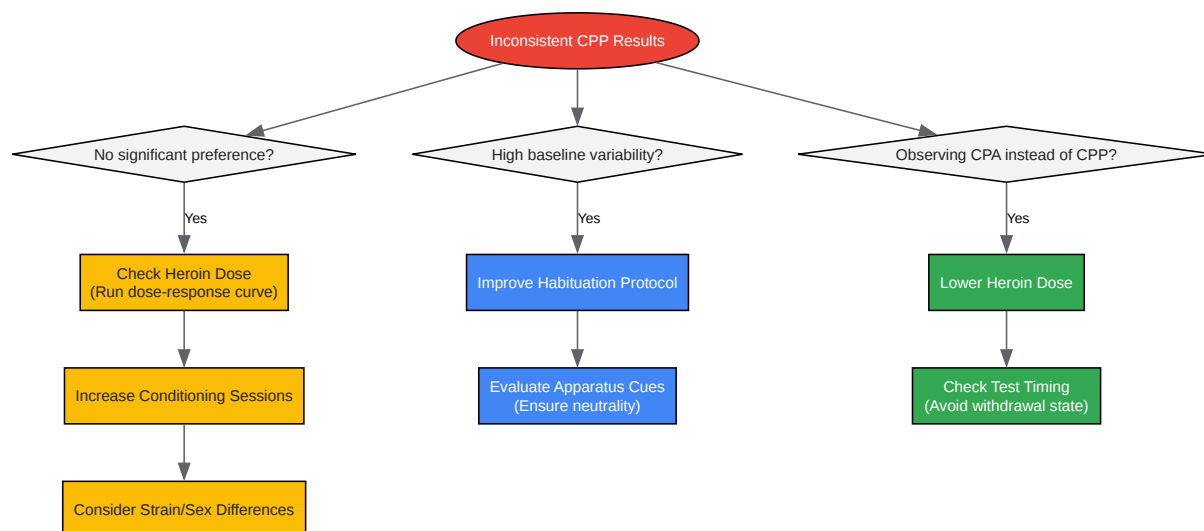 Inconsistent CPP Results
No significant preference?
High baseline variability?
Observing CPA instead of CPP?
Yes
Yes
Yes
Check Heroin Dose
(Run dose-response curve)
Improve Habituation Protocol
Lower Heroin Dose
Increase Conditioning Sessions
Evaluate Apparatus Cues
(Ensure neutrality)
Check Test Timing
(Avoid withdrawal state)
Consider Strain/Sex Differences